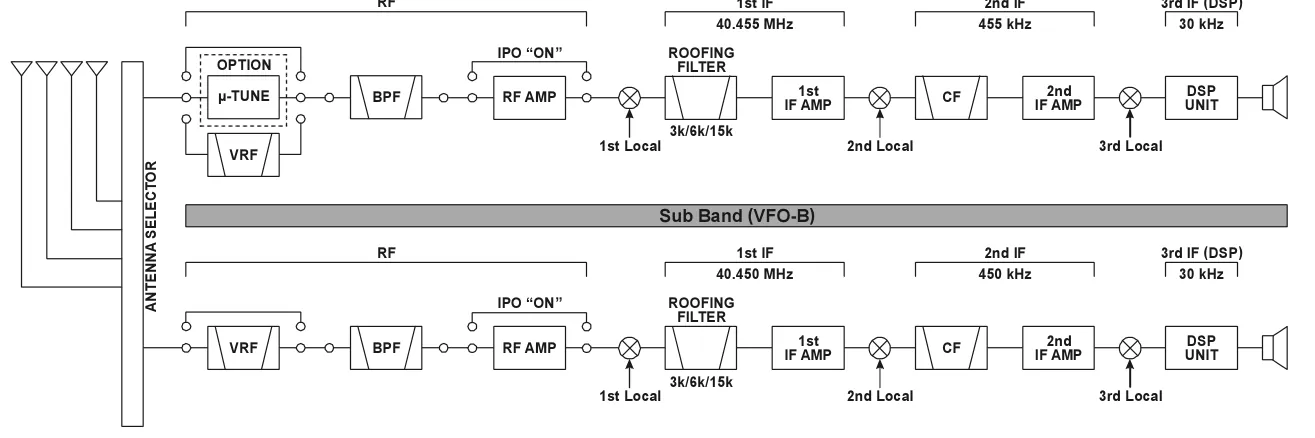 RF
1st IF
2nd IF
3rd IF (DSP)
40.455 MHz
455 kHz
30 kHz
OPTION
µ-TUNE
VRF
BPF
IPO “ON”
RF AMP
1st Local
ROOFING
FILTER
3k/6k/15k
1st
IF AMP
2nd Local
CF
2nd
IF AMP
3rd Local
DSP
UNIT
ANTENNA SELECTOR
Sub Band (VFO-B)
RF
1st IF
2nd IF
3rd IF (DSP)
40.450 MHz
450 kHz
30 kHz
VRF
BPF
IPO “ON”
RF AMP
1st Local
ROOFING
FILTER
3k/6k/15k
1st
IF AMP
2nd Local
CF
2nd
IF AMP
3rd Local
DSP
UNIT